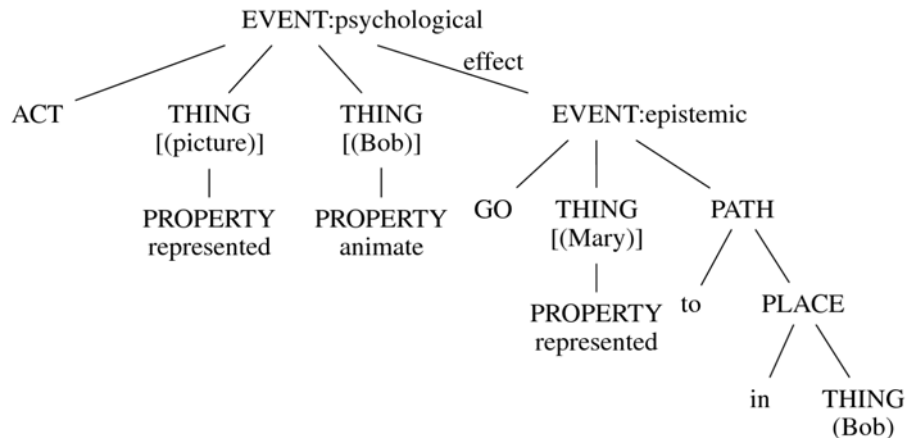 EVENT:psychological
effect
ACT THING THING EVENT:epistemic
[(picture)] [(Bob)]
PROPERTY PROPERTY GO THING PATH
represented animate [(Mary)]
PROPERTY to PLACE
represented
in THING
(Bob)